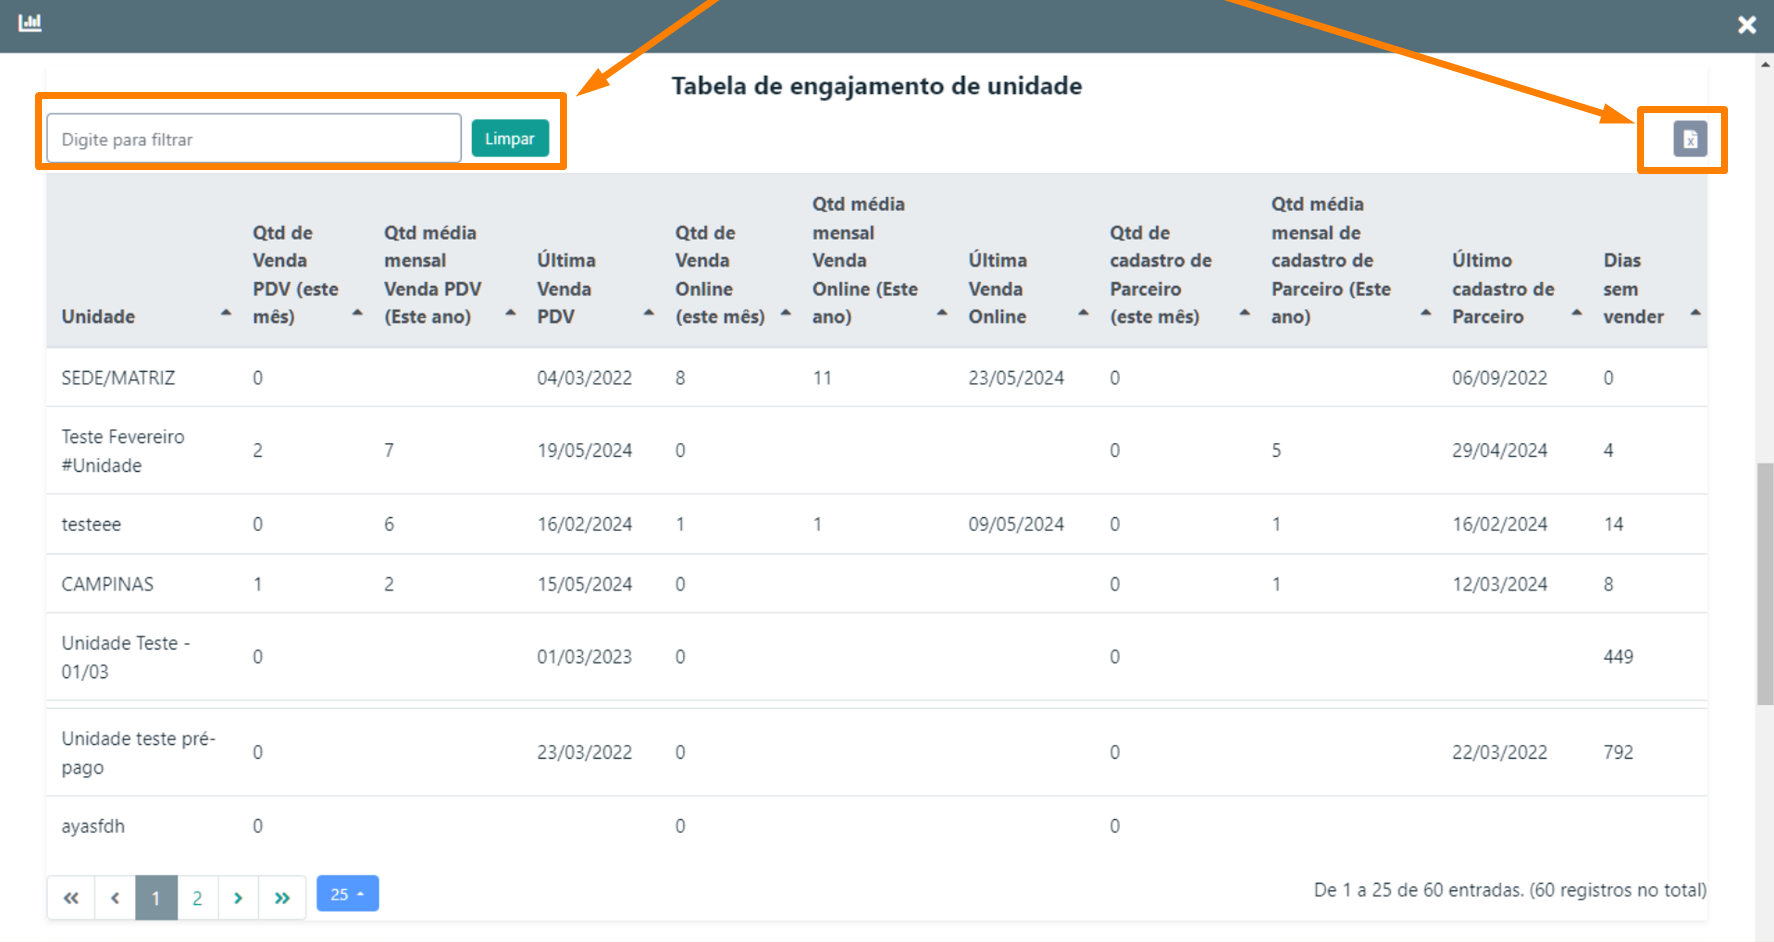 Tabela de engajamento de unidade
Digite para filtrar
Limpar
Unidade
Qtd de
Venda
PDV (este
mês)
Qtd média
mensal
Venda PDV
(Este ano)
Última
Venda
PDV
Qtd de
Venda
Online
(este mês)
Qtd média
mensal
Venda
Online (Este
ano)
Última
Venda
Online
Qtd de
cadastro de
Parceiro
(este mês)
Qtd média
mensal de
cadastro de
Parceiro (Este
ano)
Último
cadastro de
Parceiro
Dias
sem
vender
SEDE/MATRIZ 0 04/03/2022 8 11 23/05/2024 0 06/09/2022 0
Teste Fevereiro
#Unidade
2 7 19/05/2024 0 0 5 29/04/2024 4
testeee 0 6 16/02/2024 1 1 09/05/2024 0 1 16/02/2024 14
CAMPINAS 1 2 15/05/2024 0 0 1 12/03/2024 8
Unidade Teste -
01/03
0 01/03/2023 0 0 449
Unidade teste pré-
pago
0 23/03/2022 0 0 22/03/2022 792
ayasfdh 0 0 0
« ‹ 1 2 › » 25
De 1 a 25 de 60 entradas. (60 registros no total)